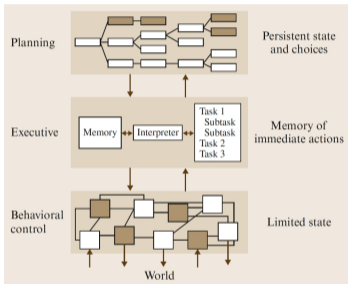 Planning
Persistent state
and choices
Executive
Memory
Interpreter
Task 1
Subtask
Subtask
Task 2
Task 3
Memory of
immediate actions
Behavioral
control
Limited state
World